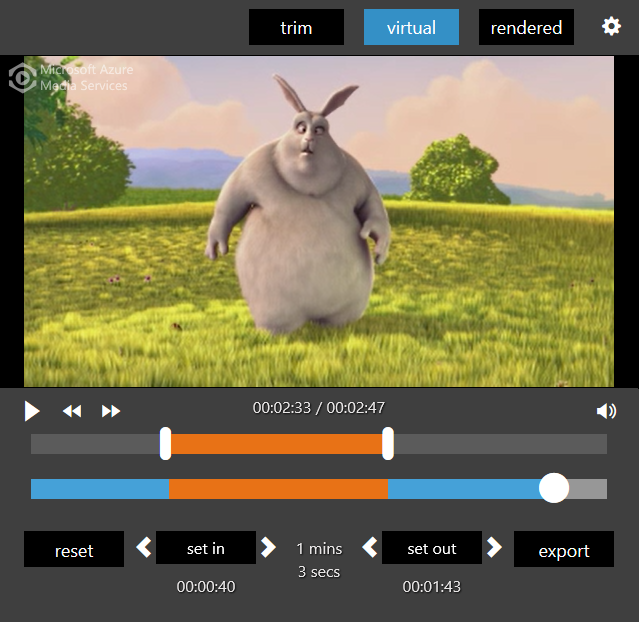 trim
virtual
rendered
Microsoft Azure
Media Services
00:02:33 / 00:02:47
reset
set in
1 mins
3 secs
set out
export
00:00:40
00:01:43